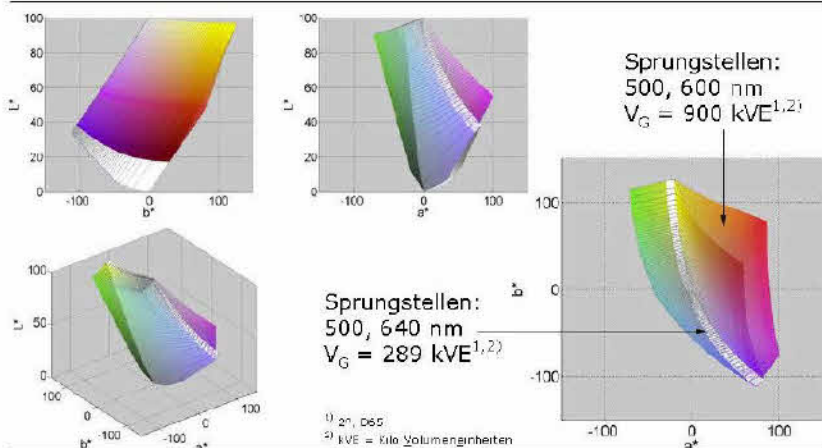 100
80
60
40
20
0
L*
-100 0 100
b*
100
80
60
40
20
0
L*
-100 0 100
a*
Sprungstellen:
500, 600 nm
V_G = 900 kVE^1,2)
100
50
0
L*
100
0
-100
b*
-100
0
100
a*
Sprungstellen:
500, 640 nm
V_G = 289 kVE^1,2)
100
0
-100
b*
-100 0 100
a*
1) 2°, D65
2) kVE = Kilo Volumeneinheiten